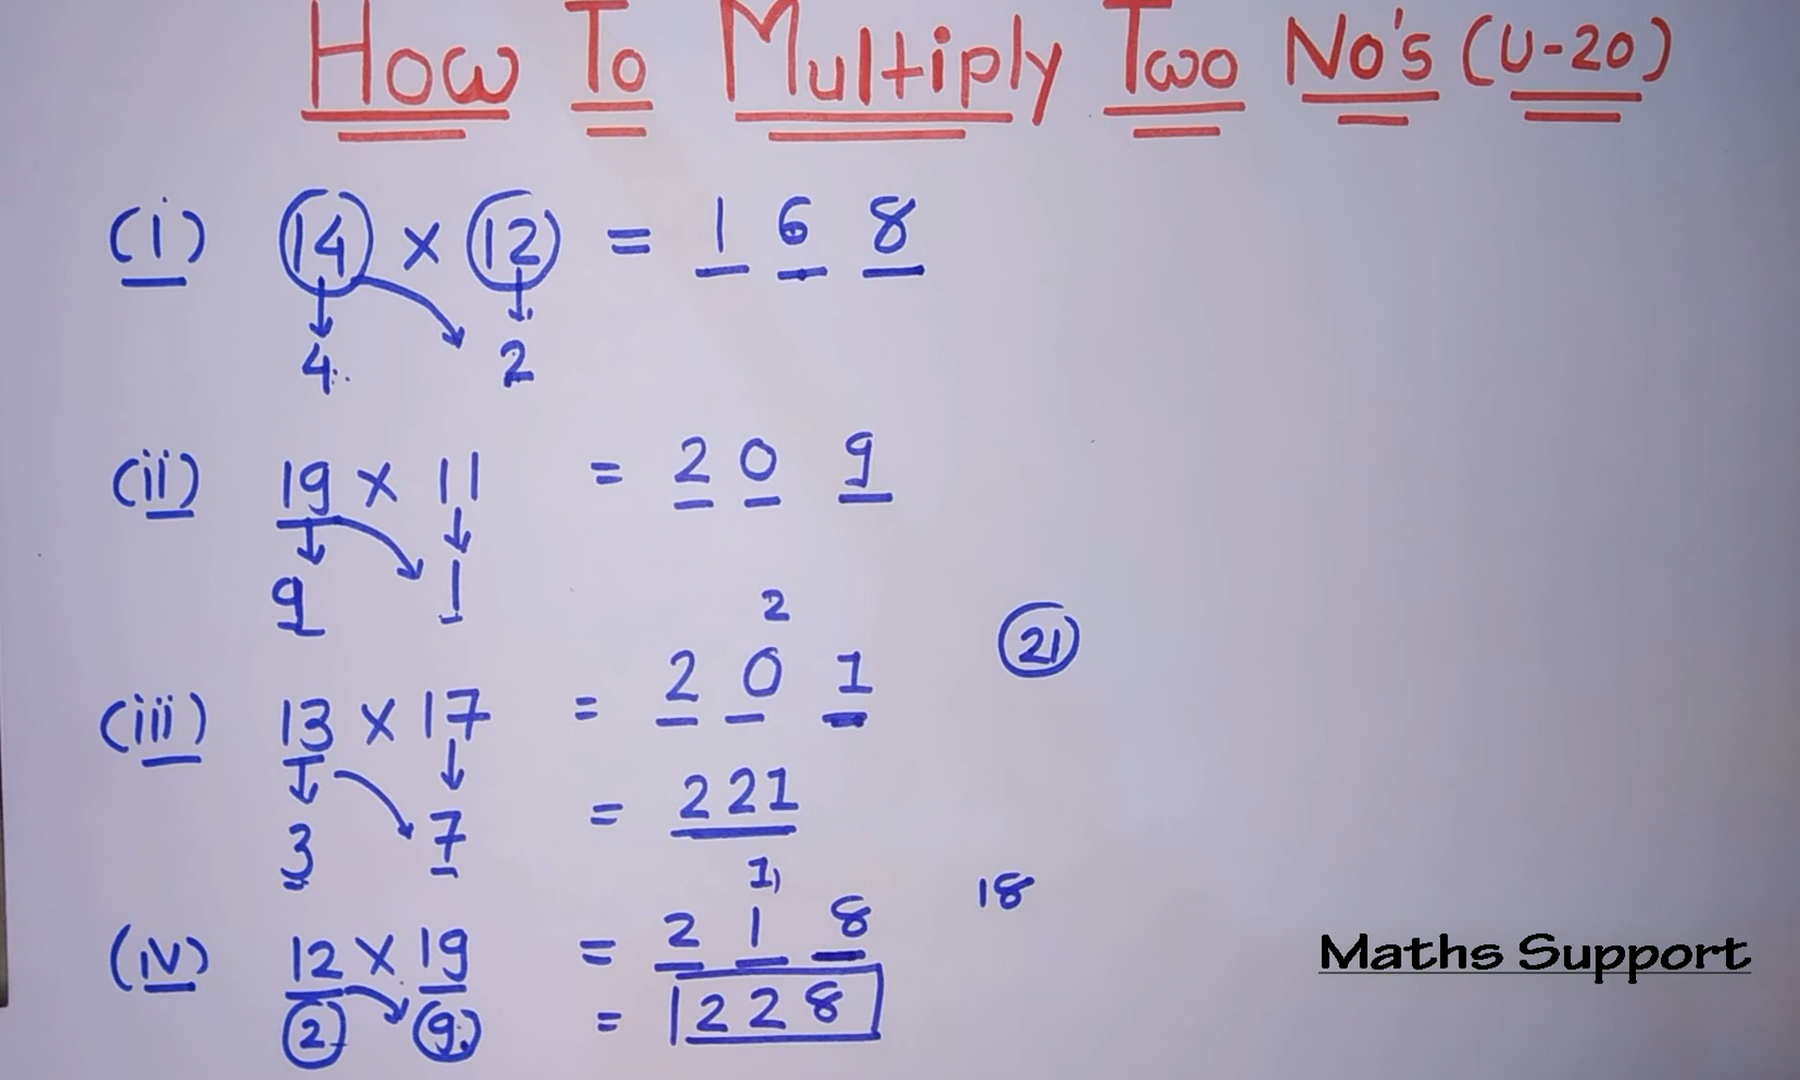 How To Multiply Two No's (U-20)
(i) 14 × 12 = 1 6 8
4 2
(ii) 19 × 11 = 2 0 9
9 1
2
21
(iii) 13 × 17 = 2 0 1
= 221
3 7
1
18
(iv) 12 × 19 = 2 1 8
2 9 = 228
Maths Support